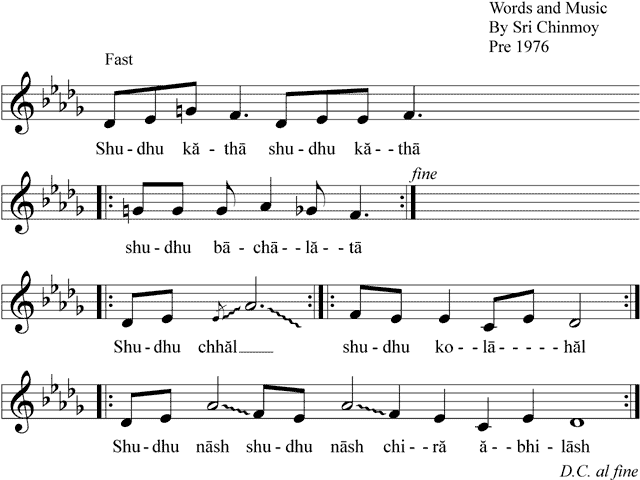 Words and Music
By Sri Chinmoy
Pre 1976
Fast
Shu-dhu kă-thā shu-dhu kă--thā
fine
shu-dhu bā-chā--lă-tā
Shu-dhu chhăl____ shu-dhu ko--lā-----hăl
Shu-dhu nāsh shu-dhu nāsh chi--ră ă--bhi-lāsh
D.C. al fine